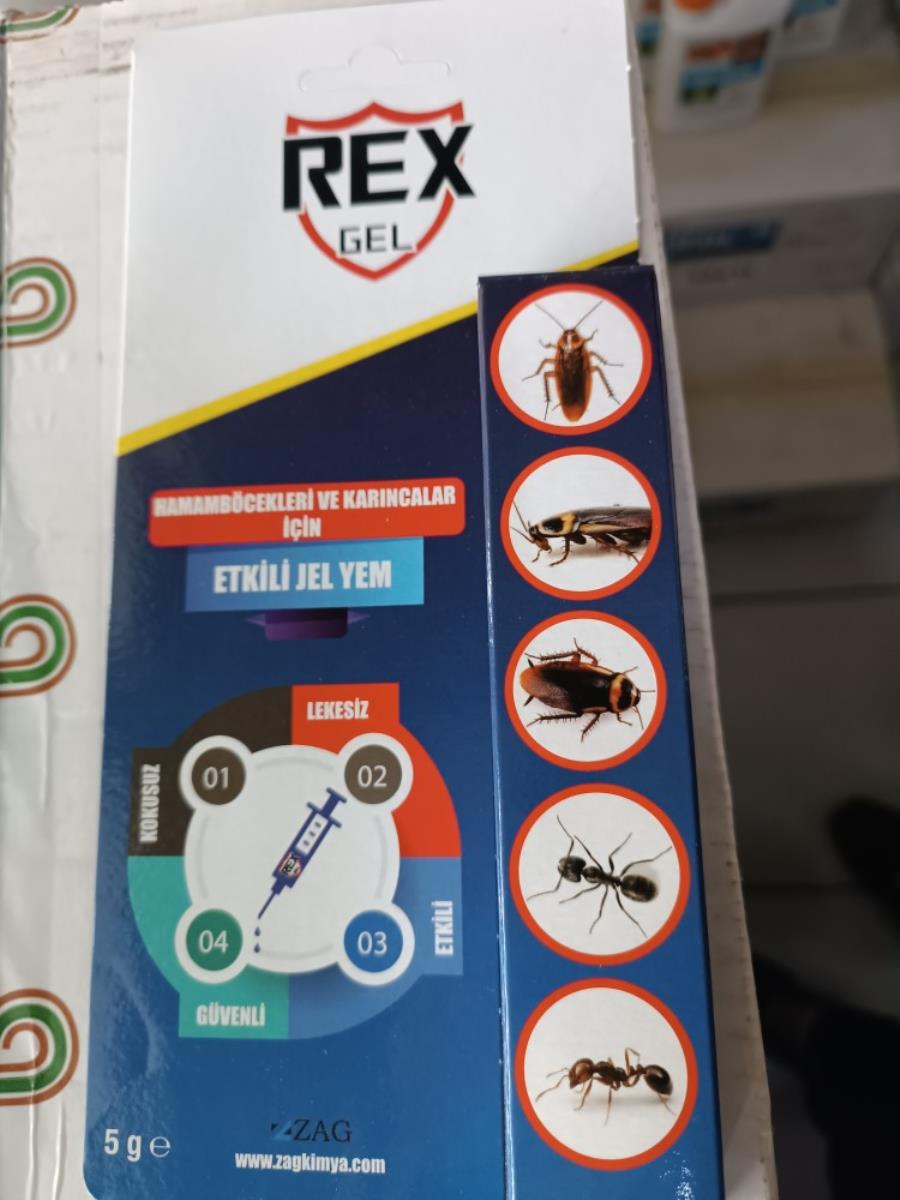 REX
GEL
HAMAMBÖCEKLERİ VE KARINCALAR
İÇİN
ETKİLİ JEL YEM
LEKESİZ
KOKUSUZ
01
02
REX
04
03
ETKİLİ
GÜVENLİ
5 g e
ZAG
www.zagkimya.com